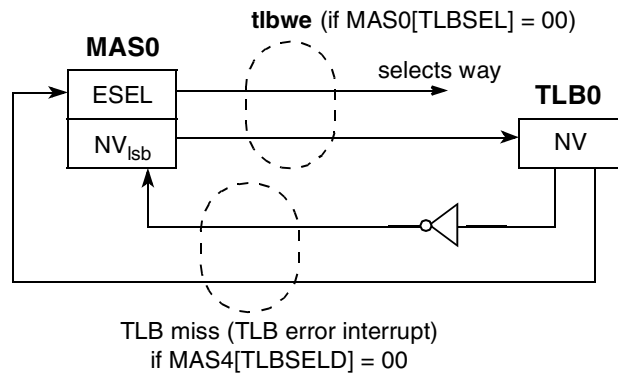 tlbwe (if MAS0[TLBSEL] = 00)
MAS0
selects way
ESEL
TLB0
NVlsb
NV
TLB miss (TLB error interrupt)
if MAS4[TLBSELD] = 00